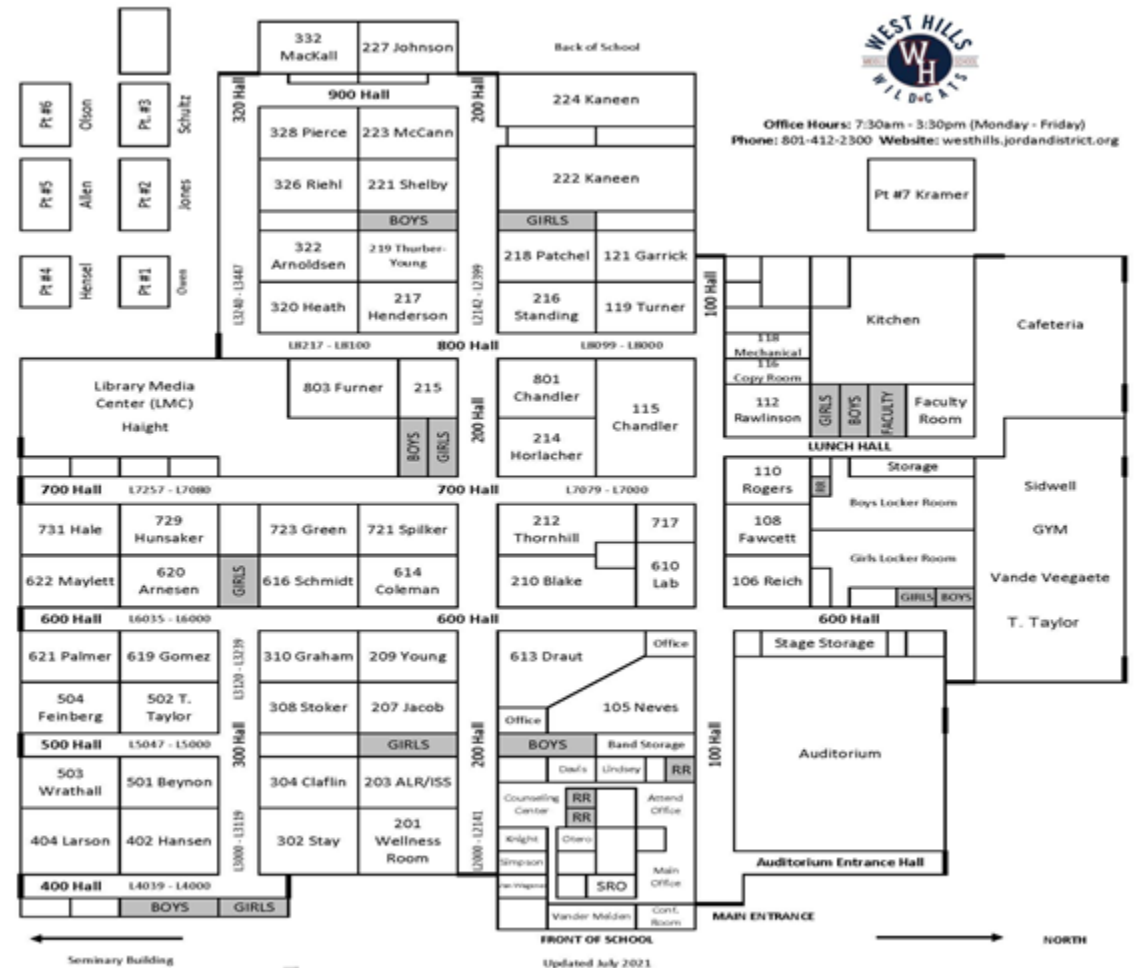 332
MacKall
227 Johnson
Back of School
WEST HILLS
MIDDLE SCHOOL
WH
WILDCATS
Pt #6
Olson
Pt. #3
Schultz
320 Hall
900 Hall
200 Hall
224 Kaneen
Office Hours: 7:30am - 3:30pm (Monday - Friday)
Phone: 801-412-2300 Website: westhills.jordandistrict.org
328 Pierce
223 McCann
Pt #5
Allen
Pt #2
Jones
326 Riehl
221 Shelby
222 Kaneen
Pt #7 Kramer
BOYS
GIRLS
Pt #4
Hensel
Pt #1
Owen
L3240 - L3447
322
Arnoldsen
219 Thurber-
Young
L2142 - L2399
218 Patchel
121 Garrick
100 Hall
320 Heath
217
Henderson
216
Standing
119 Turner
Kitchen
Cafeteria
L8217 - L8100
800 Hall
L8099 - L8000
118
Mechanical
116
Copy Room
Library Media
Center (LMC)
Haight
803 Furner
215
801
Chandler
115
Chandler
112
Rawlinson
GIRLS
BOYS
FACULTY
Faculty
Room
BOYS
GIRLS
200 Hall
214
Horlacher
LUNCH HALL
110
Rogers
RR
Storage
Boys Locker Room
Sidwell
GYM
Vande Veegaete
T. Taylor
700 Hall
L7257 - L7080
700 Hall
L7079 - L7000
731 Hale
729
Hunsaker
723 Green
721 Spilker
212
Thornhill
717
108
Fawcett
Girls Locker Room
622 Maylett
620
Arnesen
GIRLS
616 Schmidt
614
Coleman
210 Blake
610
Lab
106 Reich
GIRLS
BOYS
600 Hall
L6035 - L6000
600 Hall
600 Hall
621 Palmer
619 Gomez
L3120 - L3239
310 Graham
209 Young
613 Draut
Office
Stage Storage
504
Feinberg
502 T.
Taylor
308 Stoker
207 Jacob
Office
105 Neves
500 Hall
L5047 - L5000
300 Hall
GIRLS
200 Hall
BOYS
Band Storage
100 Hall
Auditorium
503
Wrathall
501 Beynon
304 Claflin
203 ALR/ISS
Davis
Lindsey
RR
Counseling
Center
RR
RR
Attend
Office
404 Larson
402 Hansen
L3000 - L3119
302 Stay
201
Wellness
Room
L2000 - L2141
Knight
Otero
Simpson
Main
Office
Auditorium Entrance Hall
400 Hall
L4039 - L4000
SRO
BOYS
GIRLS
Vander Meiden
Conf.
Room
MAIN ENTRANCE
FRONT OF SCHOOL
NORTH
Seminary Building
Updated July 2021